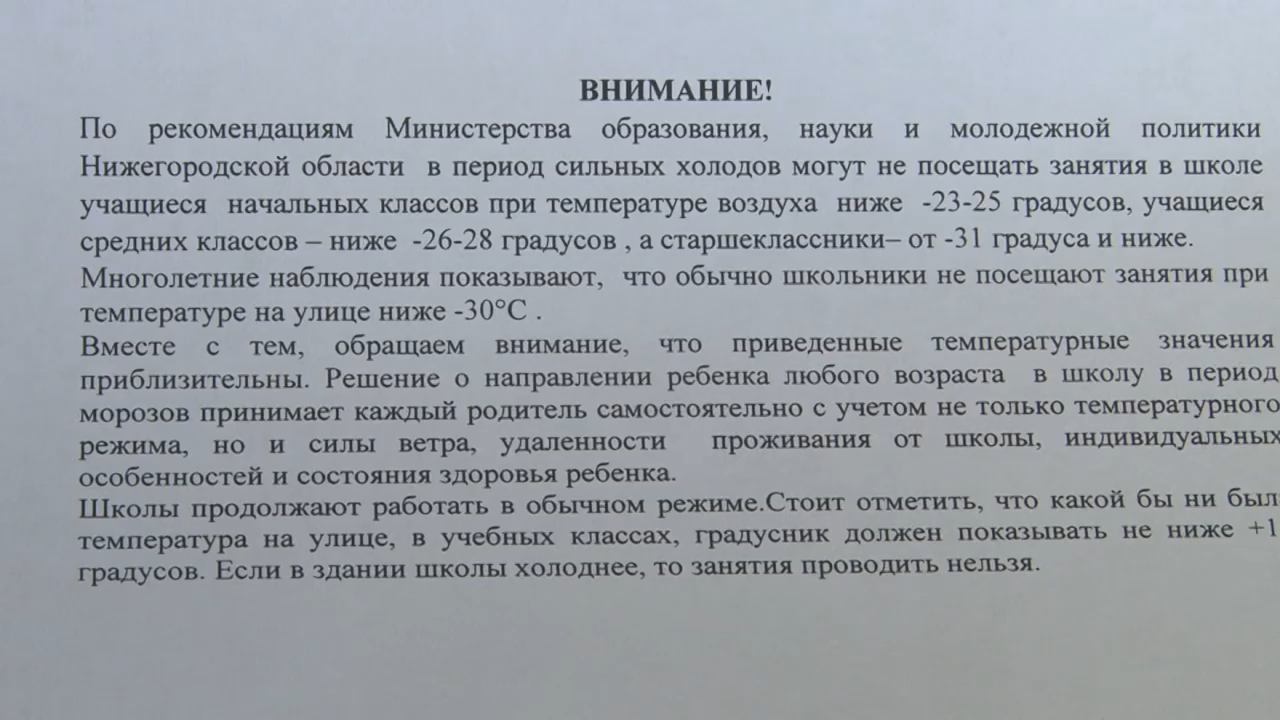 ВНИМАНИЕ!
По рекомендациям Министерства образования, науки и молодежной политики
Нижегородской области в период сильных холодов могут не посещать занятия в школе
учащиеся начальных классов при температуре воздуха ниже -23-25 градусов, учащиеся
средних классов – ниже -26-28 градусов , а старшеклассники– от -31 градуса и ниже.
Многолетние наблюдения показывают, что обычно школьники не посещают занятия при
температуре на улице ниже -30°С .
Вместе с тем, обращаем внимание, что приведенные температурные значения
приблизительны. Решение о направлении ребенка любого возраста в школу в период
морозов принимает каждый родитель самостоятельно с учетом не только температурного
режима, но и силы ветра, удаленности проживания от школы, индивидуальных
особенностей и состояния здоровья ребенка.
Школы продолжают работать в обычном режиме.Стоит отметить, что какой бы ни был
температура на улице, в учебных классах, градусник должен показывать не ниже +1
градусов. Если в здании школы холоднее, то занятия проводить нельзя.